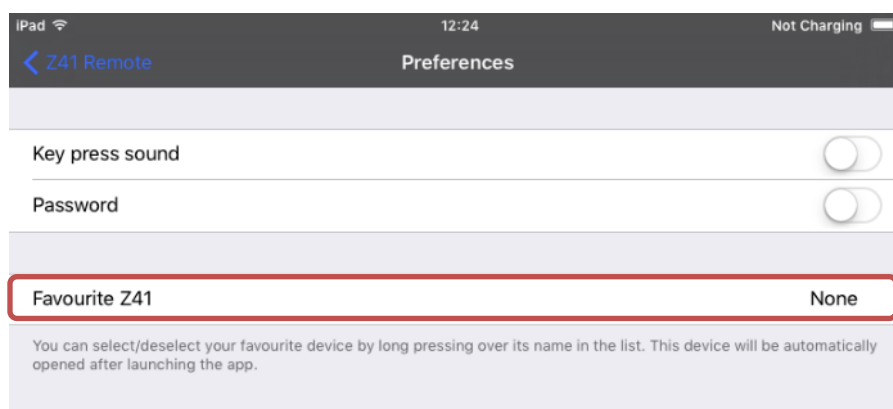 iPad 12:24 Not Charging
Z41 Remote Preferences
Key press sound
Password
Favourite Z41 None
You can select/deselect your favourite device by long pressing over its name in the list. This device will be automatically
opened after launching the app.